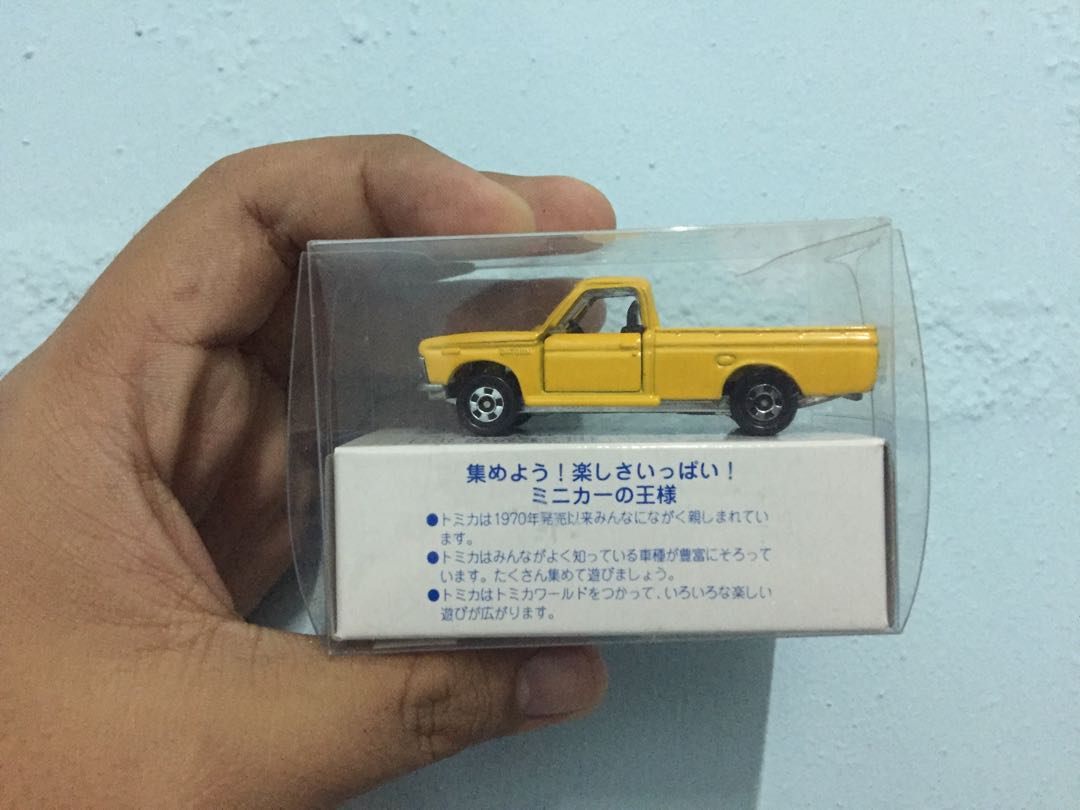 集めよう！楽しさいっぱい！
ミニカーの王様
●トミカは1970年発売以来みんなにながく親しまれてい
ます。
●トミカはみんながよく知っている車種が豊富にそろって
います。たくさん集めて遊びましょう。
●トミカはトミカワールドをつかって、いろいろな楽しい
遊びが広がります。